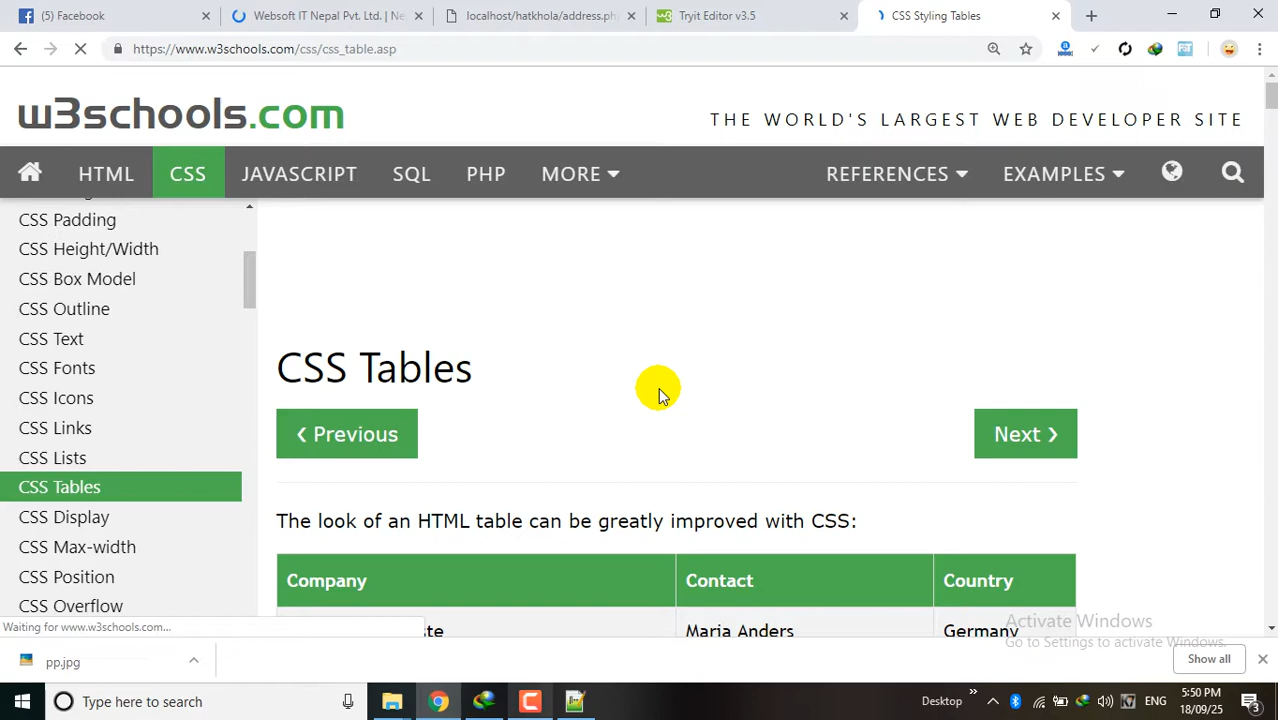 (5) Facebook
Websoft IT Nepal Pvt. Ltd. | Ne
localhost/hatkhola/address.ph
Tryit Editor v3.5
CSS Styling Tables
https://www.w3schools.com/css/css_table.asp
w3schools.com
THE WORLD'S LARGEST WEB DEVELOPER SITE
HTML CSS JAVASCRIPT SQL PHP MORE REFERENCES EXAMPLES
CSS Padding
CSS Height/Width
CSS Box Model
CSS Outline
CSS Text
CSS Fonts
CSS Icons
CSS Links
CSS Lists
CSS Tables
CSS Display
CSS Max-width
CSS Position
CSS Overflow
CSS Tables
❮ Previous
Next ❯
The look of an HTML table can be greatly improved with CSS:
Company Contact Country
Maria Anders Germany
Waiting for www.w3schools.com...
Activate Windows
Go to Settings to activate Windows.
pp.jpg
Show all
Type here to search
Desktop
ENG
5:50 PM
18/09/25
3